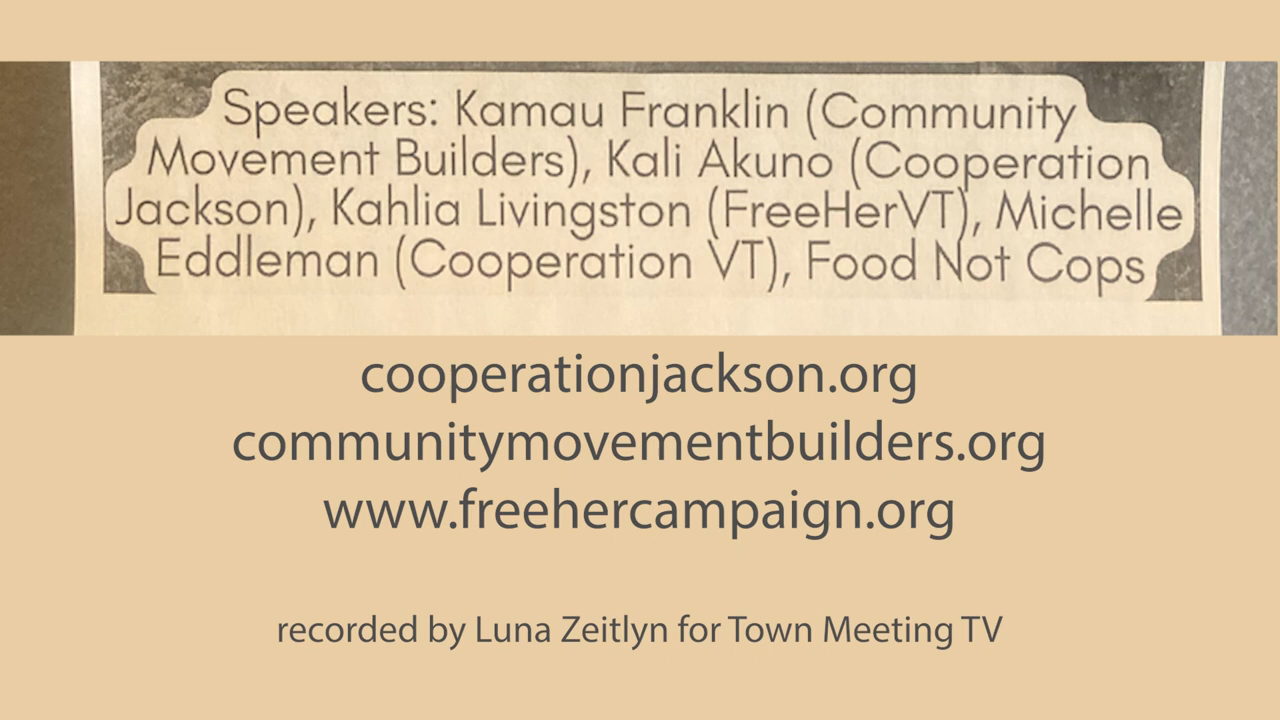 Speakers: Kamau Franklin (Community
Movement Builders), Kali Akuno (Cooperation
Jackson), Kahlia Livingston (FreeHerVT), Michelle
Eddleman (Cooperation VT), Food Not Cops
cooperationjackson.org
communitymovementbuilders.org
www.freehercampaign.org
recorded by Luna Zeitlyn for Town Meeting TV